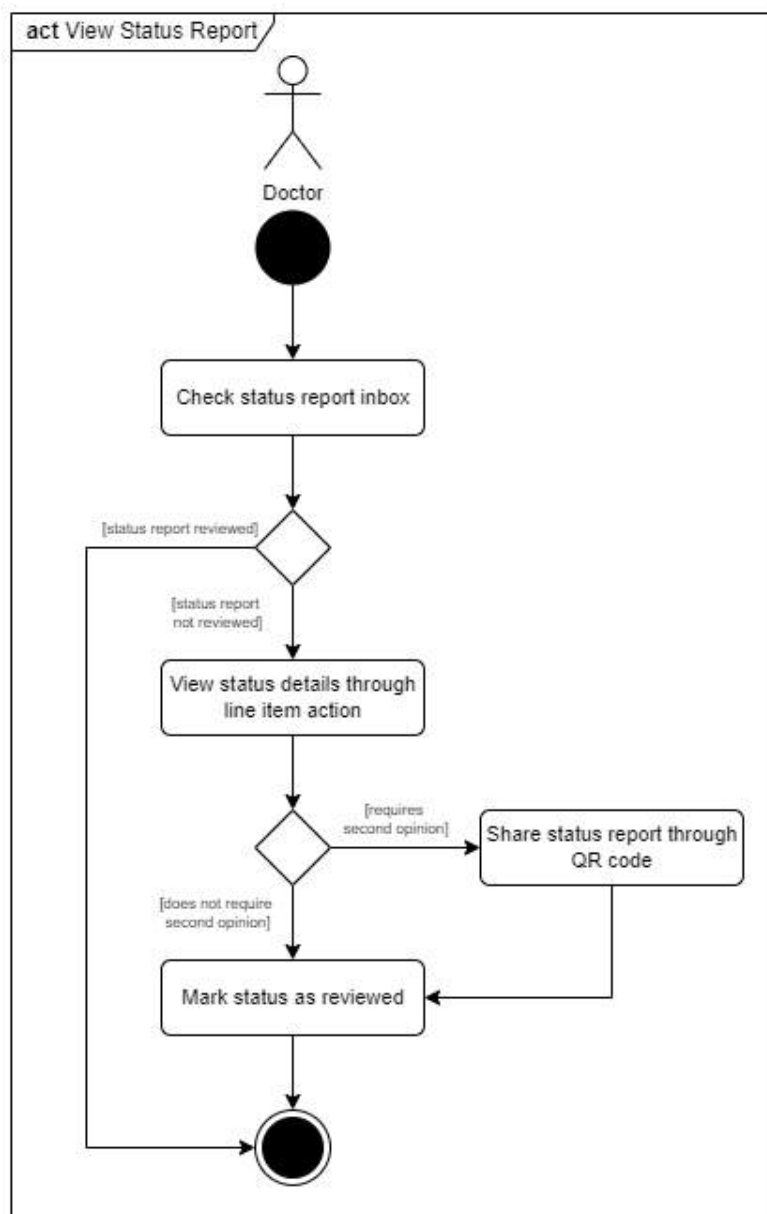 act View Status Report
Doctor
Check status report inbox
[status report reviewed]
[status report
not reviewed]
View status details through
line item action
[requires
second opinion]
Share status report through
QR code
[does not require
second opinion]
Mark status as reviewed